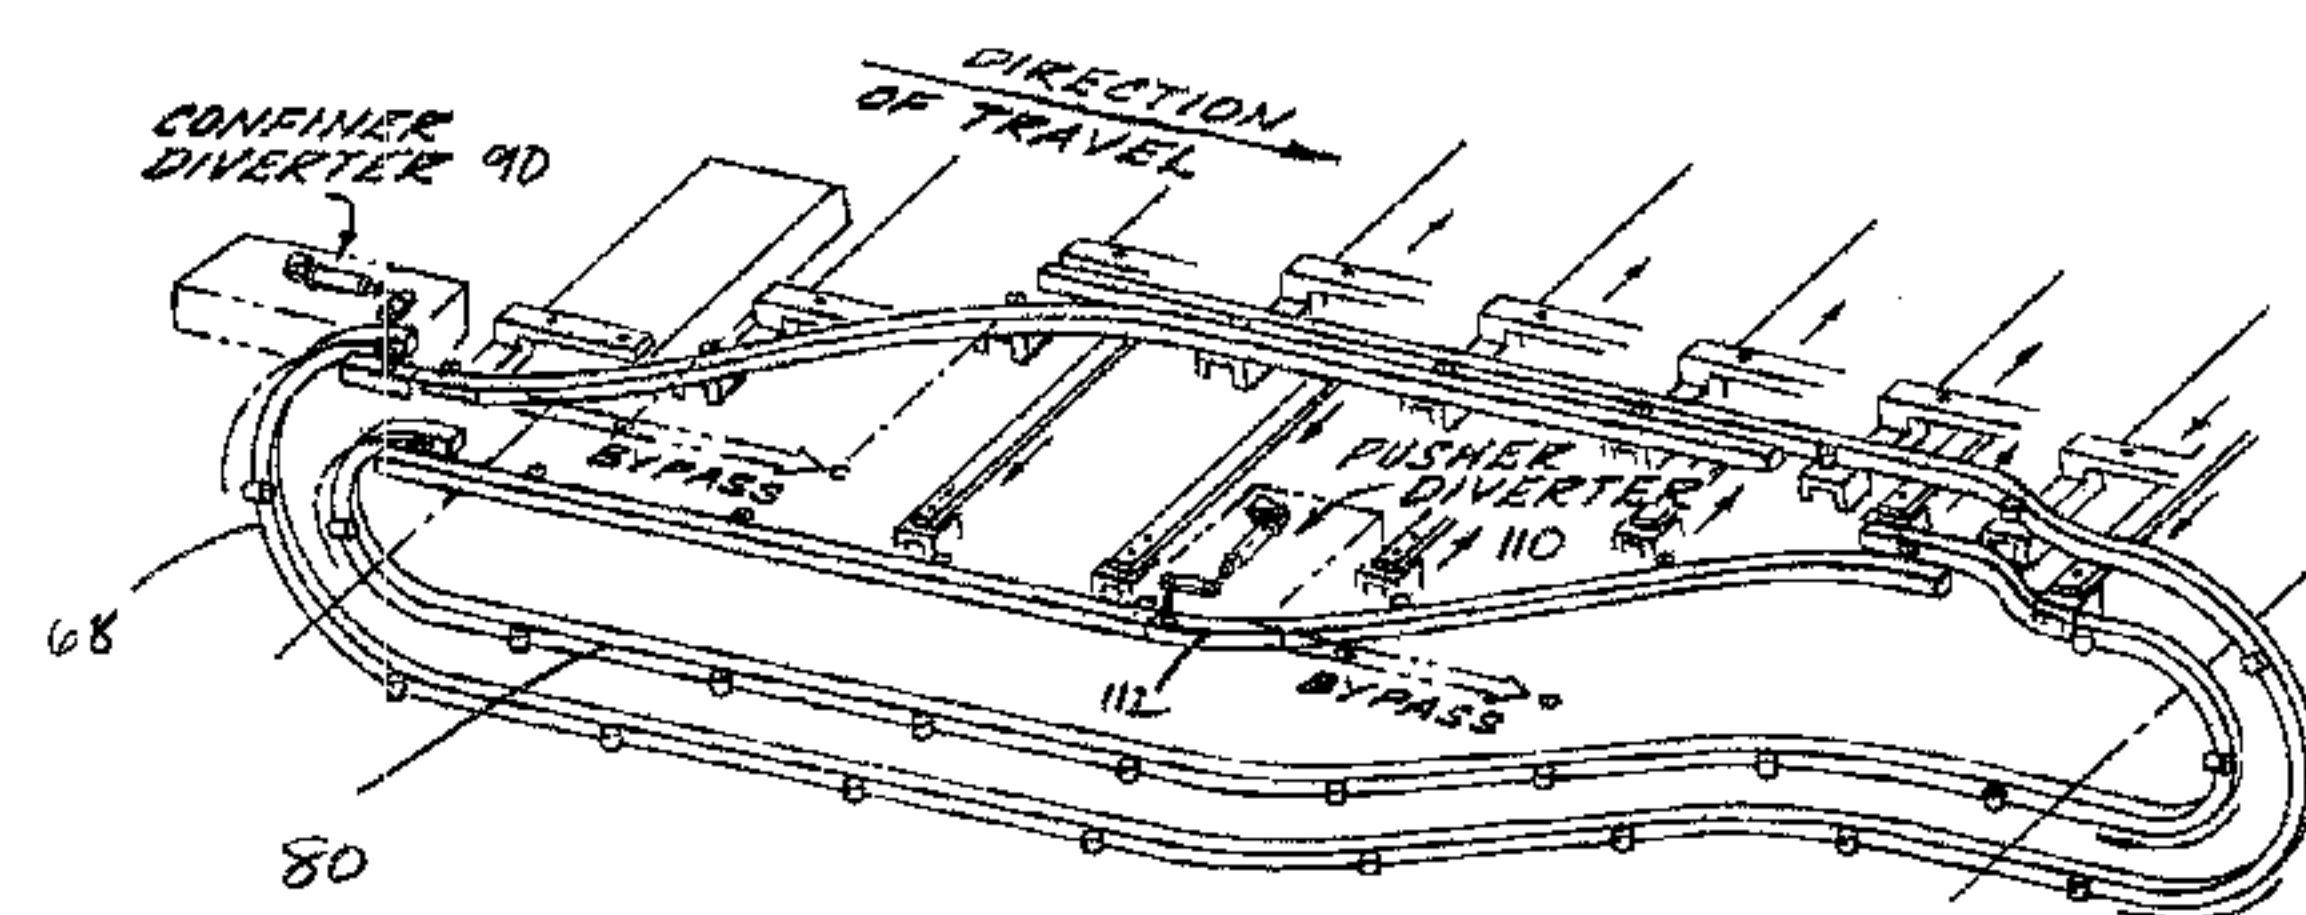 DIRECTION
OF TRAVEL
CONFINER
DIVERTER 90
BYPASS
PUSHER
DIVERTER
110
68
112
BYPASS
80